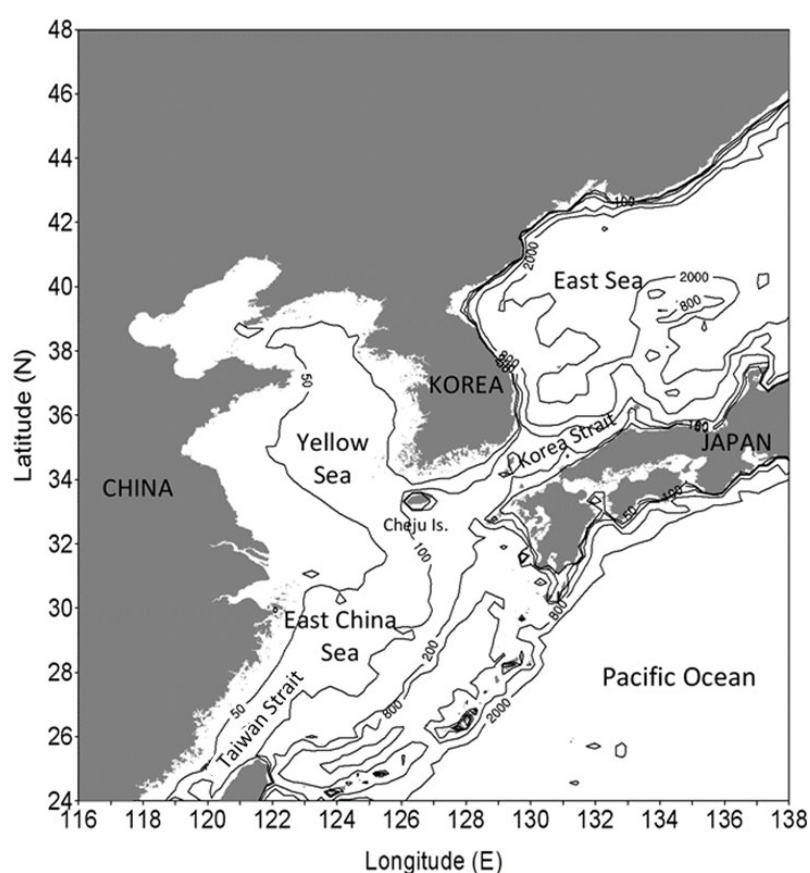 48
46
44
42
40
38
36
34
32
30
28
26
24
Latitude (N)
100
2000
East Sea
2000
800
800
50
KOREA
Korea Strait
100
JAPAN
Yellow
Sea
CHINA
Cheju Is.
100
50
100
800
East China
Sea
200
Pacific Ocean
50
Taiwan Strait
800
2000
116 118 120 122 124 126 128 130 132 134 136 138
Longitude (E)